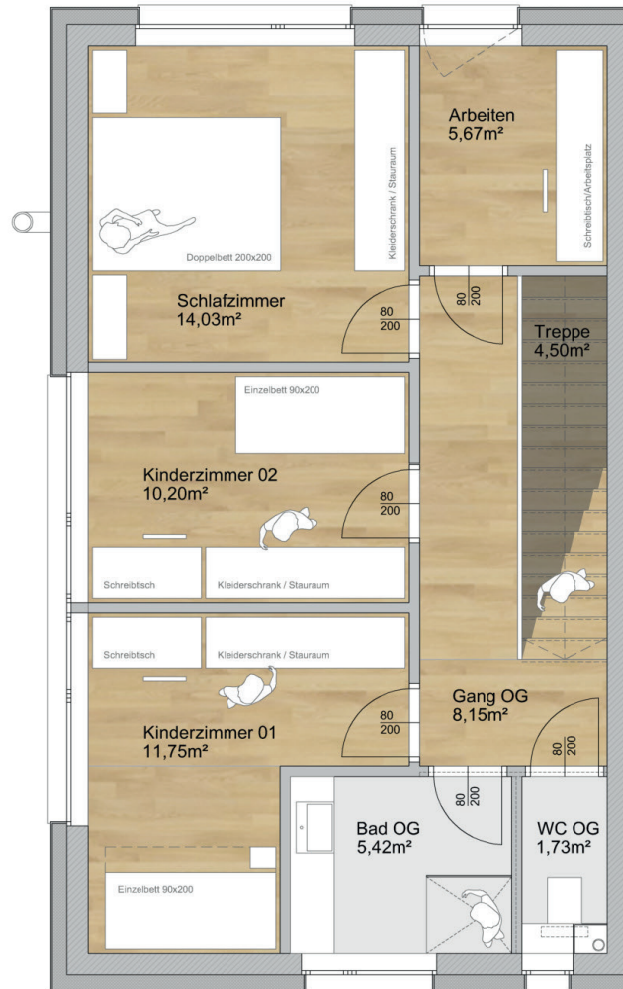 Arbeiten
5,67m²
Schreibtisch/Arbeitsplatz
Kleiderschrank / Stauraum
Doppelbett 200x200
Schlafzimmer
14,03m²
80
200
80
200
Treppe
4,50m²
Einzelbett 90x200
Kinderzimmer 02
10,20m²
80
200
Schreibtisch
Kleiderschrank / Stauraum
Schreibtisch
Kleiderschrank / Stauraum
Kinderzimmer 01
11,75m²
80
200
Gang OG
8,15m²
80
200
80
200
Bad OG
5,42m²
WC OG
1,73m²
Einzelbett 90x200